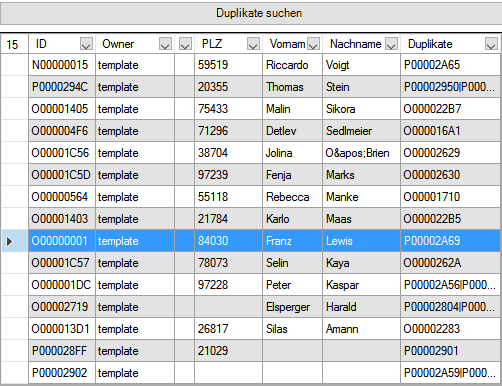 Duplikate suchen
15 ID Owner PLZ Vornam Nachname Duplikate
N00000015 template 59519 Riccardo Voigt P00002A65
P0000294C template 20355 Thomas Stein P00002950|P000...
O00001405 template 75433 Malin Sikora O000022B7
O000004F6 template 71296 Detlev Sedlmeier O000016A1
O00001C56 template 38704 Jolina O&apos;Brien O00002629
O00001C5D template 97239 Fenja Marks O00002630
O00000564 template 55118 Rebecca Manke O00001710
O00001403 template 21784 Karlo Maas O000022B5
O00000001 template 84030 Franz Lewis P00002A69
O00001C57 template 78073 Selin Kaya O0000262A
O000001DC template 97228 Peter Kaspar P00002A56|P000...
O00002719 template Elsperger Harald P00002804|P000...
O000013D1 template 26817 Silas Amann O00002283
P000028FF template 21029 P00002901
P00002902 template P00002A59|P000...